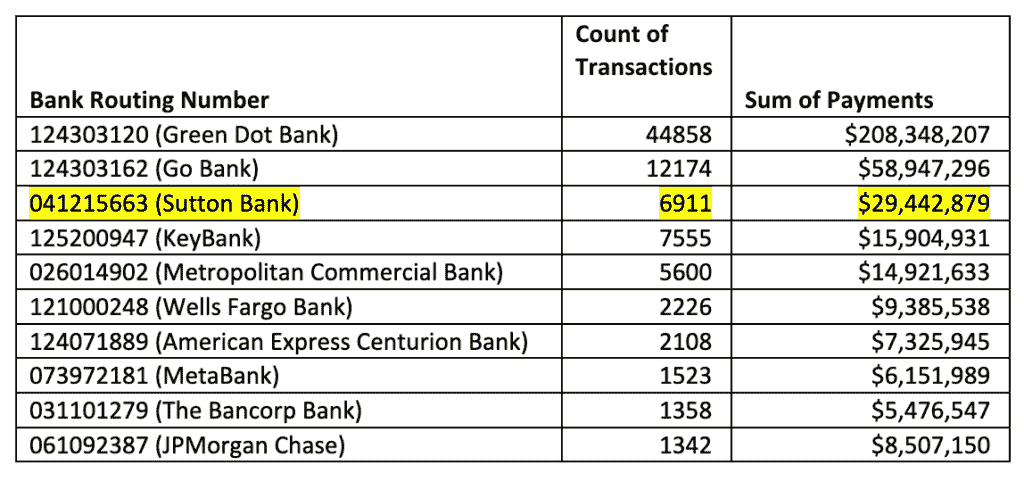 Bank Routing Number Count of Transactions Sum of Payments
124303120 (Green Dot Bank) 44858 $208,348,207
124303162 (Go Bank) 12174 $58,947,296
041215663 (Sutton Bank) 6911 $29,442,879
125200947 (KeyBank) 7555 $15,904,931
026014902 (Metropolitan Commercial Bank) 5600 $14,921,633
121000248 (Wells Fargo Bank) 2226 $9,385,538
124071889 (American Express Centurion Bank) 2108 $7,325,945
073972181 (MetaBank) 1523 $6,151,989
031101279 (The Bancorp Bank) 1358 $5,476,547
061092387 (JPMorgan Chase) 1342 $8,507,150